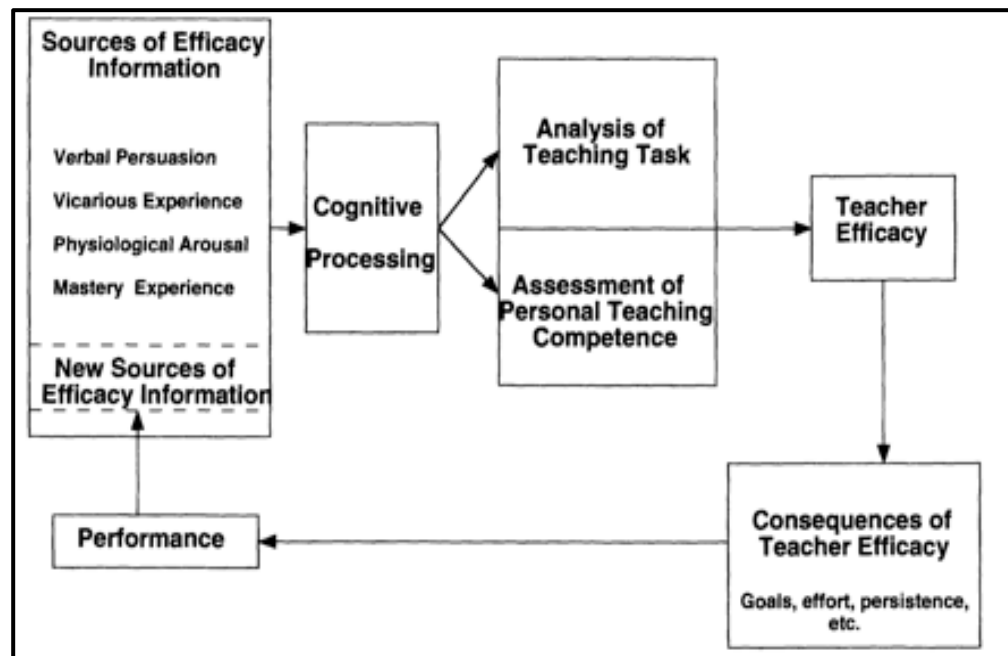 Sources of Efficacy
Information
Verbal Persuasion
Vicarious Experience
Physiological Arousal
Mastery Experience
New Sources of
Efficacy Information
Cognitive
Processing
Analysis of
Teaching Task
Assessment of
Personal Teaching
Competence
Teacher
Efficacy
Consequences of
Teacher Efficacy
Goals, effort, persistence,
etc.
Performance